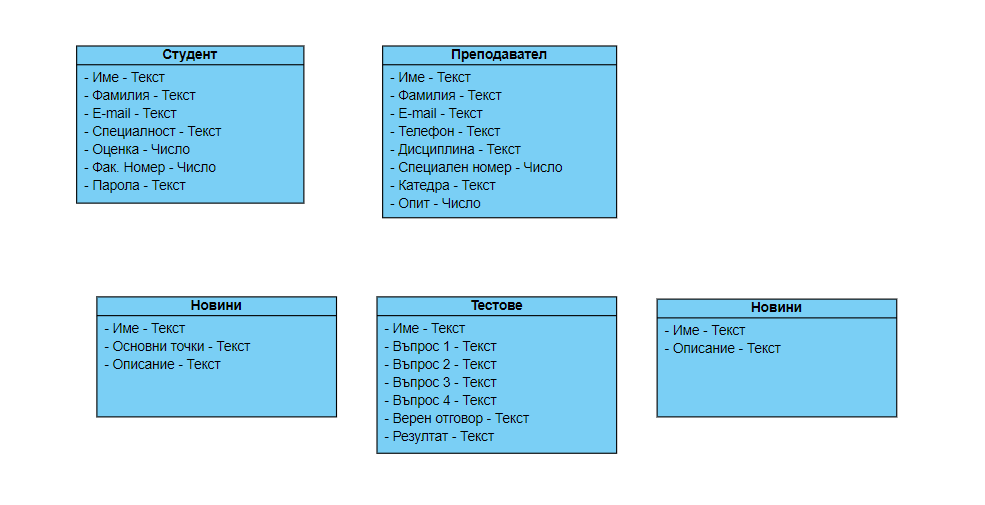 Студент
- Име - Текст
- Фамилия - Текст
- E-mail - Текст
- Специалност - Текст
- Оценка - Число
- Фак. Номер - Число
- Парола - Текст
Преподавател
- Име - Текст
- Фамилия - Текст
- E-mail - Текст
- Телефон - Текст
- Дисциплина - Текст
- Специален номер - Число
- Катедра - Текст
- Опит - Число
Новини
- Име - Текст
- Основни точки - Текст
- Описание - Текст
Тестове
- Име - Текст
- Въпрос 1 - Текст
- Въпрос 2 - Текст
- Въпрос 3 - Текст
- Въпрос 4 - Текст
- Верен отговор - Текст
- Резултат - Текст
Новини
- Име - Текст
- Описание - Текст